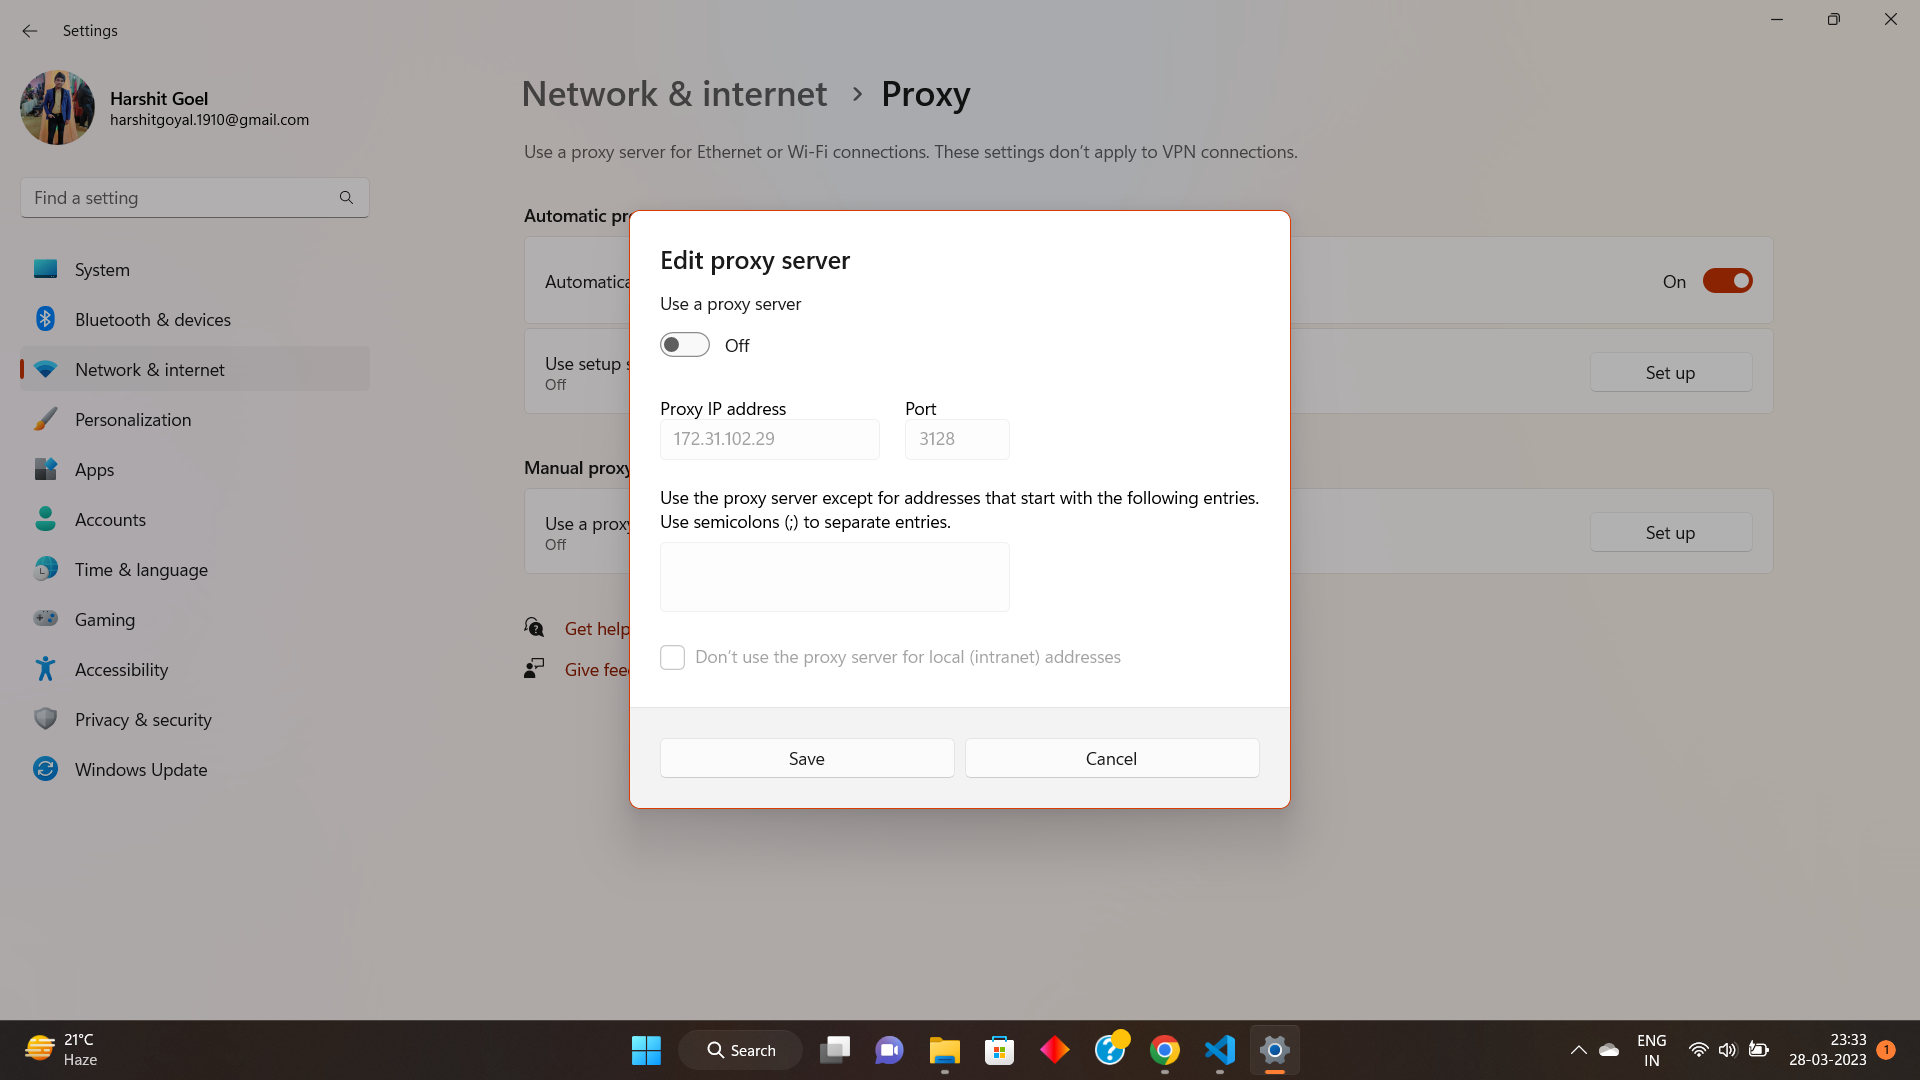 Settings
Harshit Goel
harshitgoyal.1910@gmail.com
Find a setting
System
Bluetooth & devices
Network & internet
Personalization
Apps
Accounts
Time & language
Gaming
Accessibility
Privacy & security
Windows Update
Network & internet > Proxy
Use a proxy server for Ethernet or Wi-Fi connections. These settings don't apply to VPN connections.
Automatic pr
Automatica
On
Use setup s
Off
Set up
Manual proxy
Use a proxy
Off
Set up
Get help
Give fee
Edit proxy server
Use a proxy server
Off
Proxy IP address
Port
172.31.102.29
3128
Use the proxy server except for addresses that start with the following entries.
Use semicolons (;) to separate entries.
Don't use the proxy server for local (intranet) addresses
Save
Cancel
21°C
Haze
Search
ENG
IN
23:33
28-03-2023
1